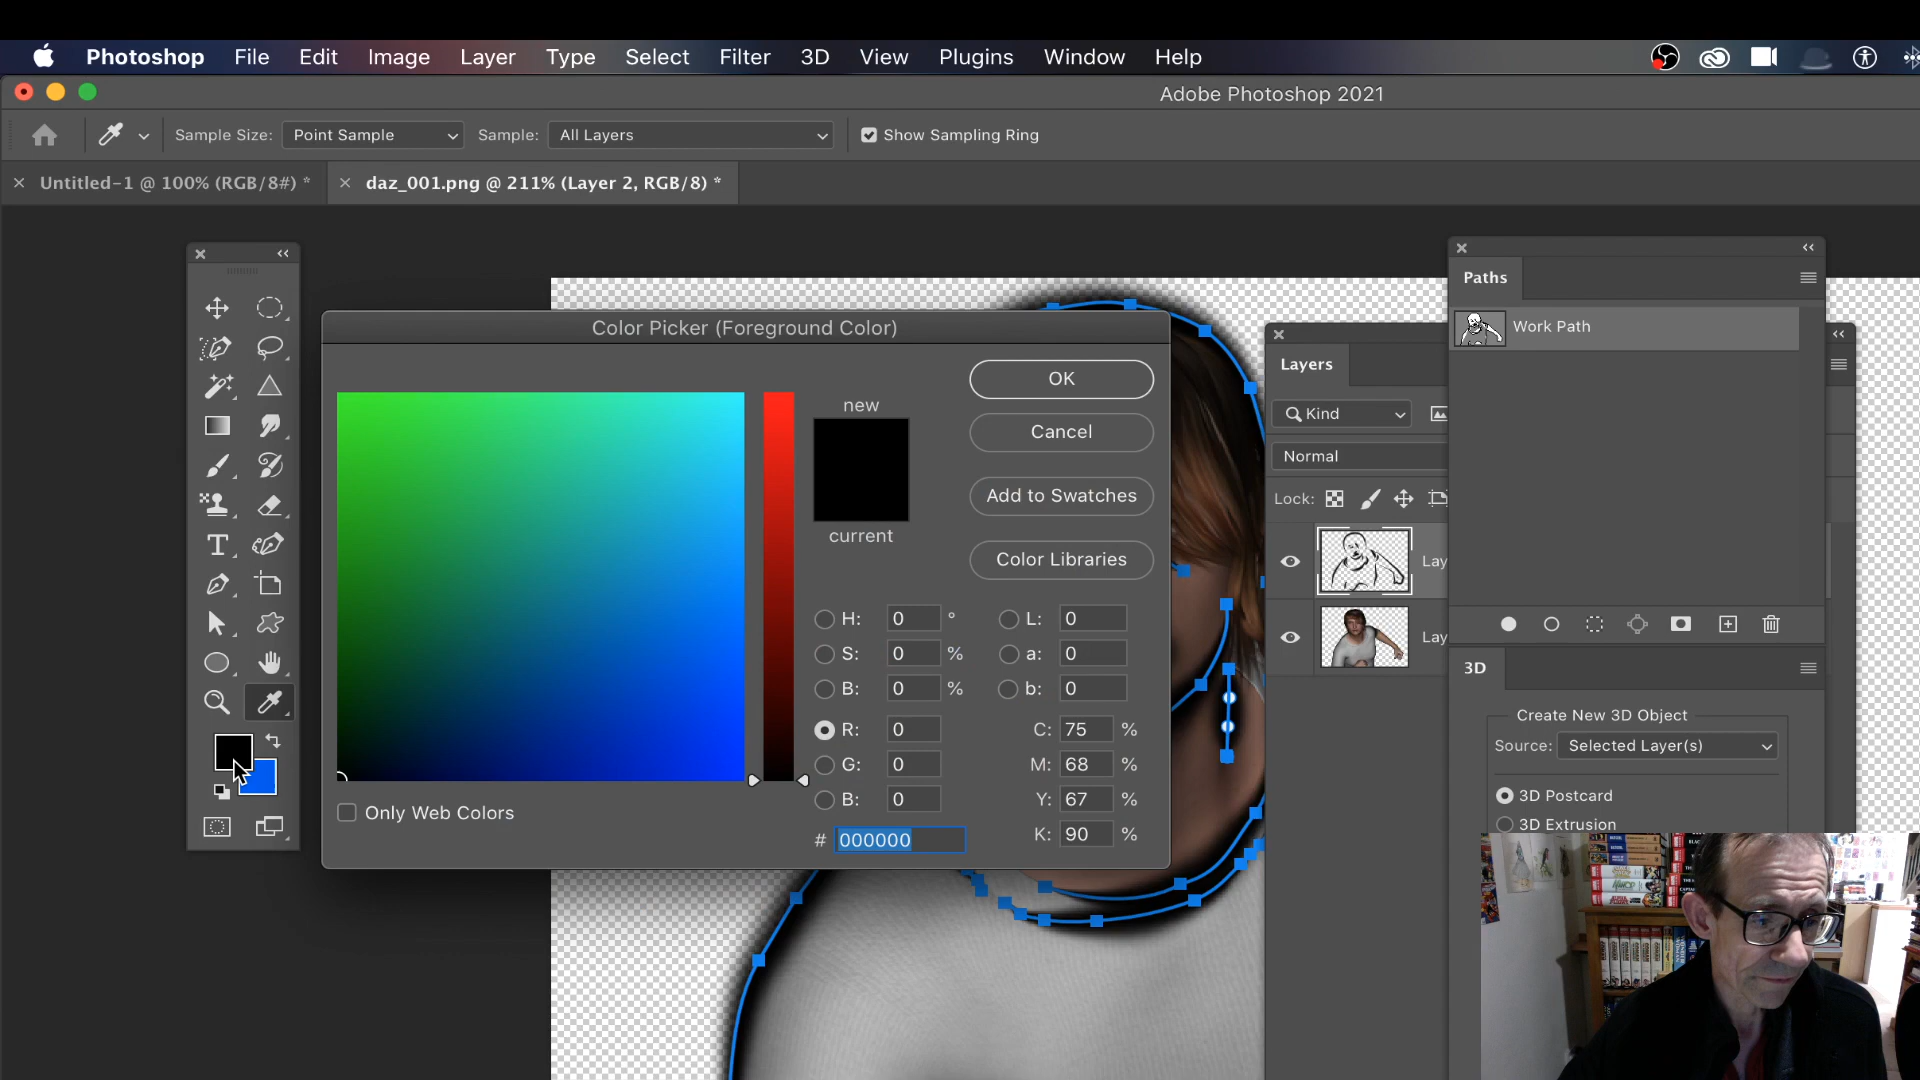 Photoshop File Edit Image Layer Type Select Filter 3D View Plugins Window Help
Adobe Photoshop 2021
Sample Size: Point Sample Sample: All Layers Show Sampling Ring
Untitled-1 @ 100% (RGB/8#) * daz_001.png @ 211% (Layer 2, RGB/8) *
Color Picker (Foreground Color)
OK
new
Cancel
Add to Swatches
current
Color Libraries
H: 0 ° L: 0
S: 0 % a: 0
B: 0 % b: 0
R: 0 C: 75 %
G: 0 M: 68 %
B: 0 Y: 67 %
Only Web Colors
# 000000 K: 90 %
Layers
Kind
Normal
Lock:
Lay
Lay
Paths
Work Path
3D
Create New 3D Object
Source: Selected Layer(s)
3D Postcard
3D Extrusion